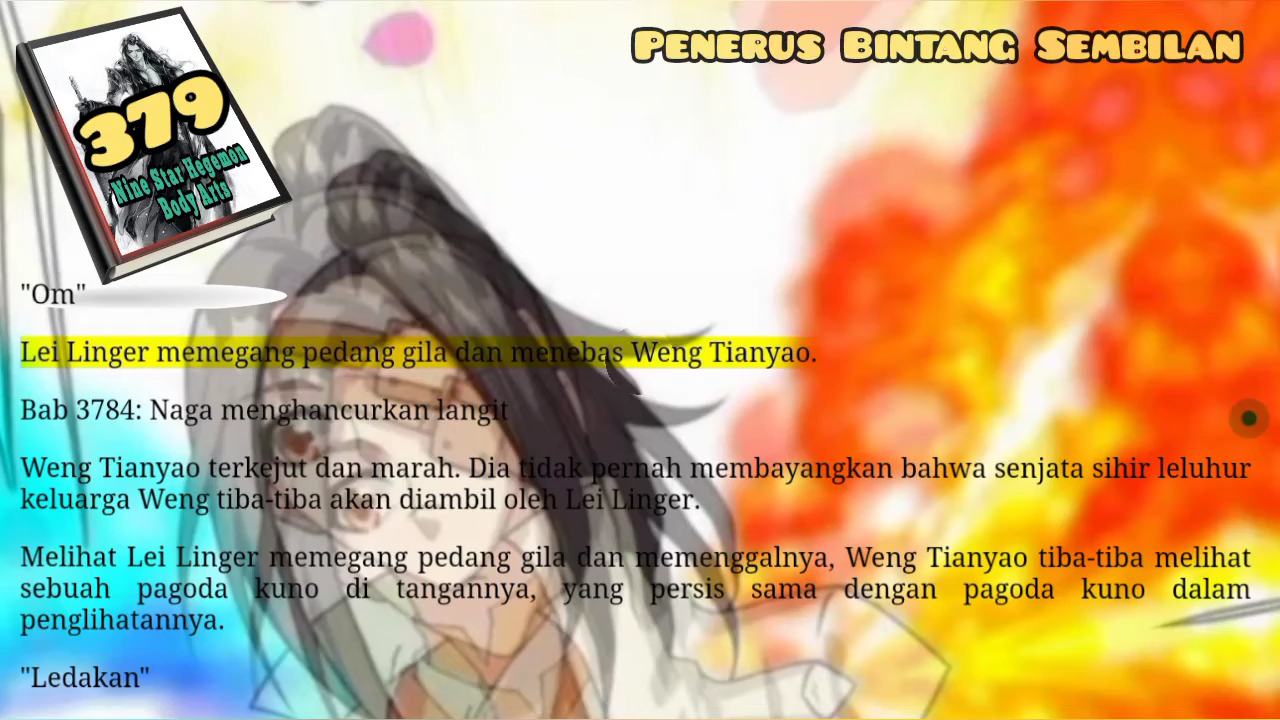 PENERUS BINTANG SEMBILAN
379
Nine Star Hegemon
Body Arts
"Om"
Lei Linger memegang pedang gila dan menebas Weng Tianyao.
Bab 3784: Naga menghancurkan langit
Weng Tianyao terkejut dan marah. Dia tidak pernah membayangkan bahwa senjata sihir leluhur
keluarga Weng tiba-tiba akan diambil oleh Lei Linger.
Melihat Lei Linger memegang pedang gila dan memenggalnya, Weng Tianyao tiba-tiba melihat
sebuah pagoda kuno di tangannya, yang persis sama dengan pagoda kuno dalam
penglihatannya.
"Ledakan"